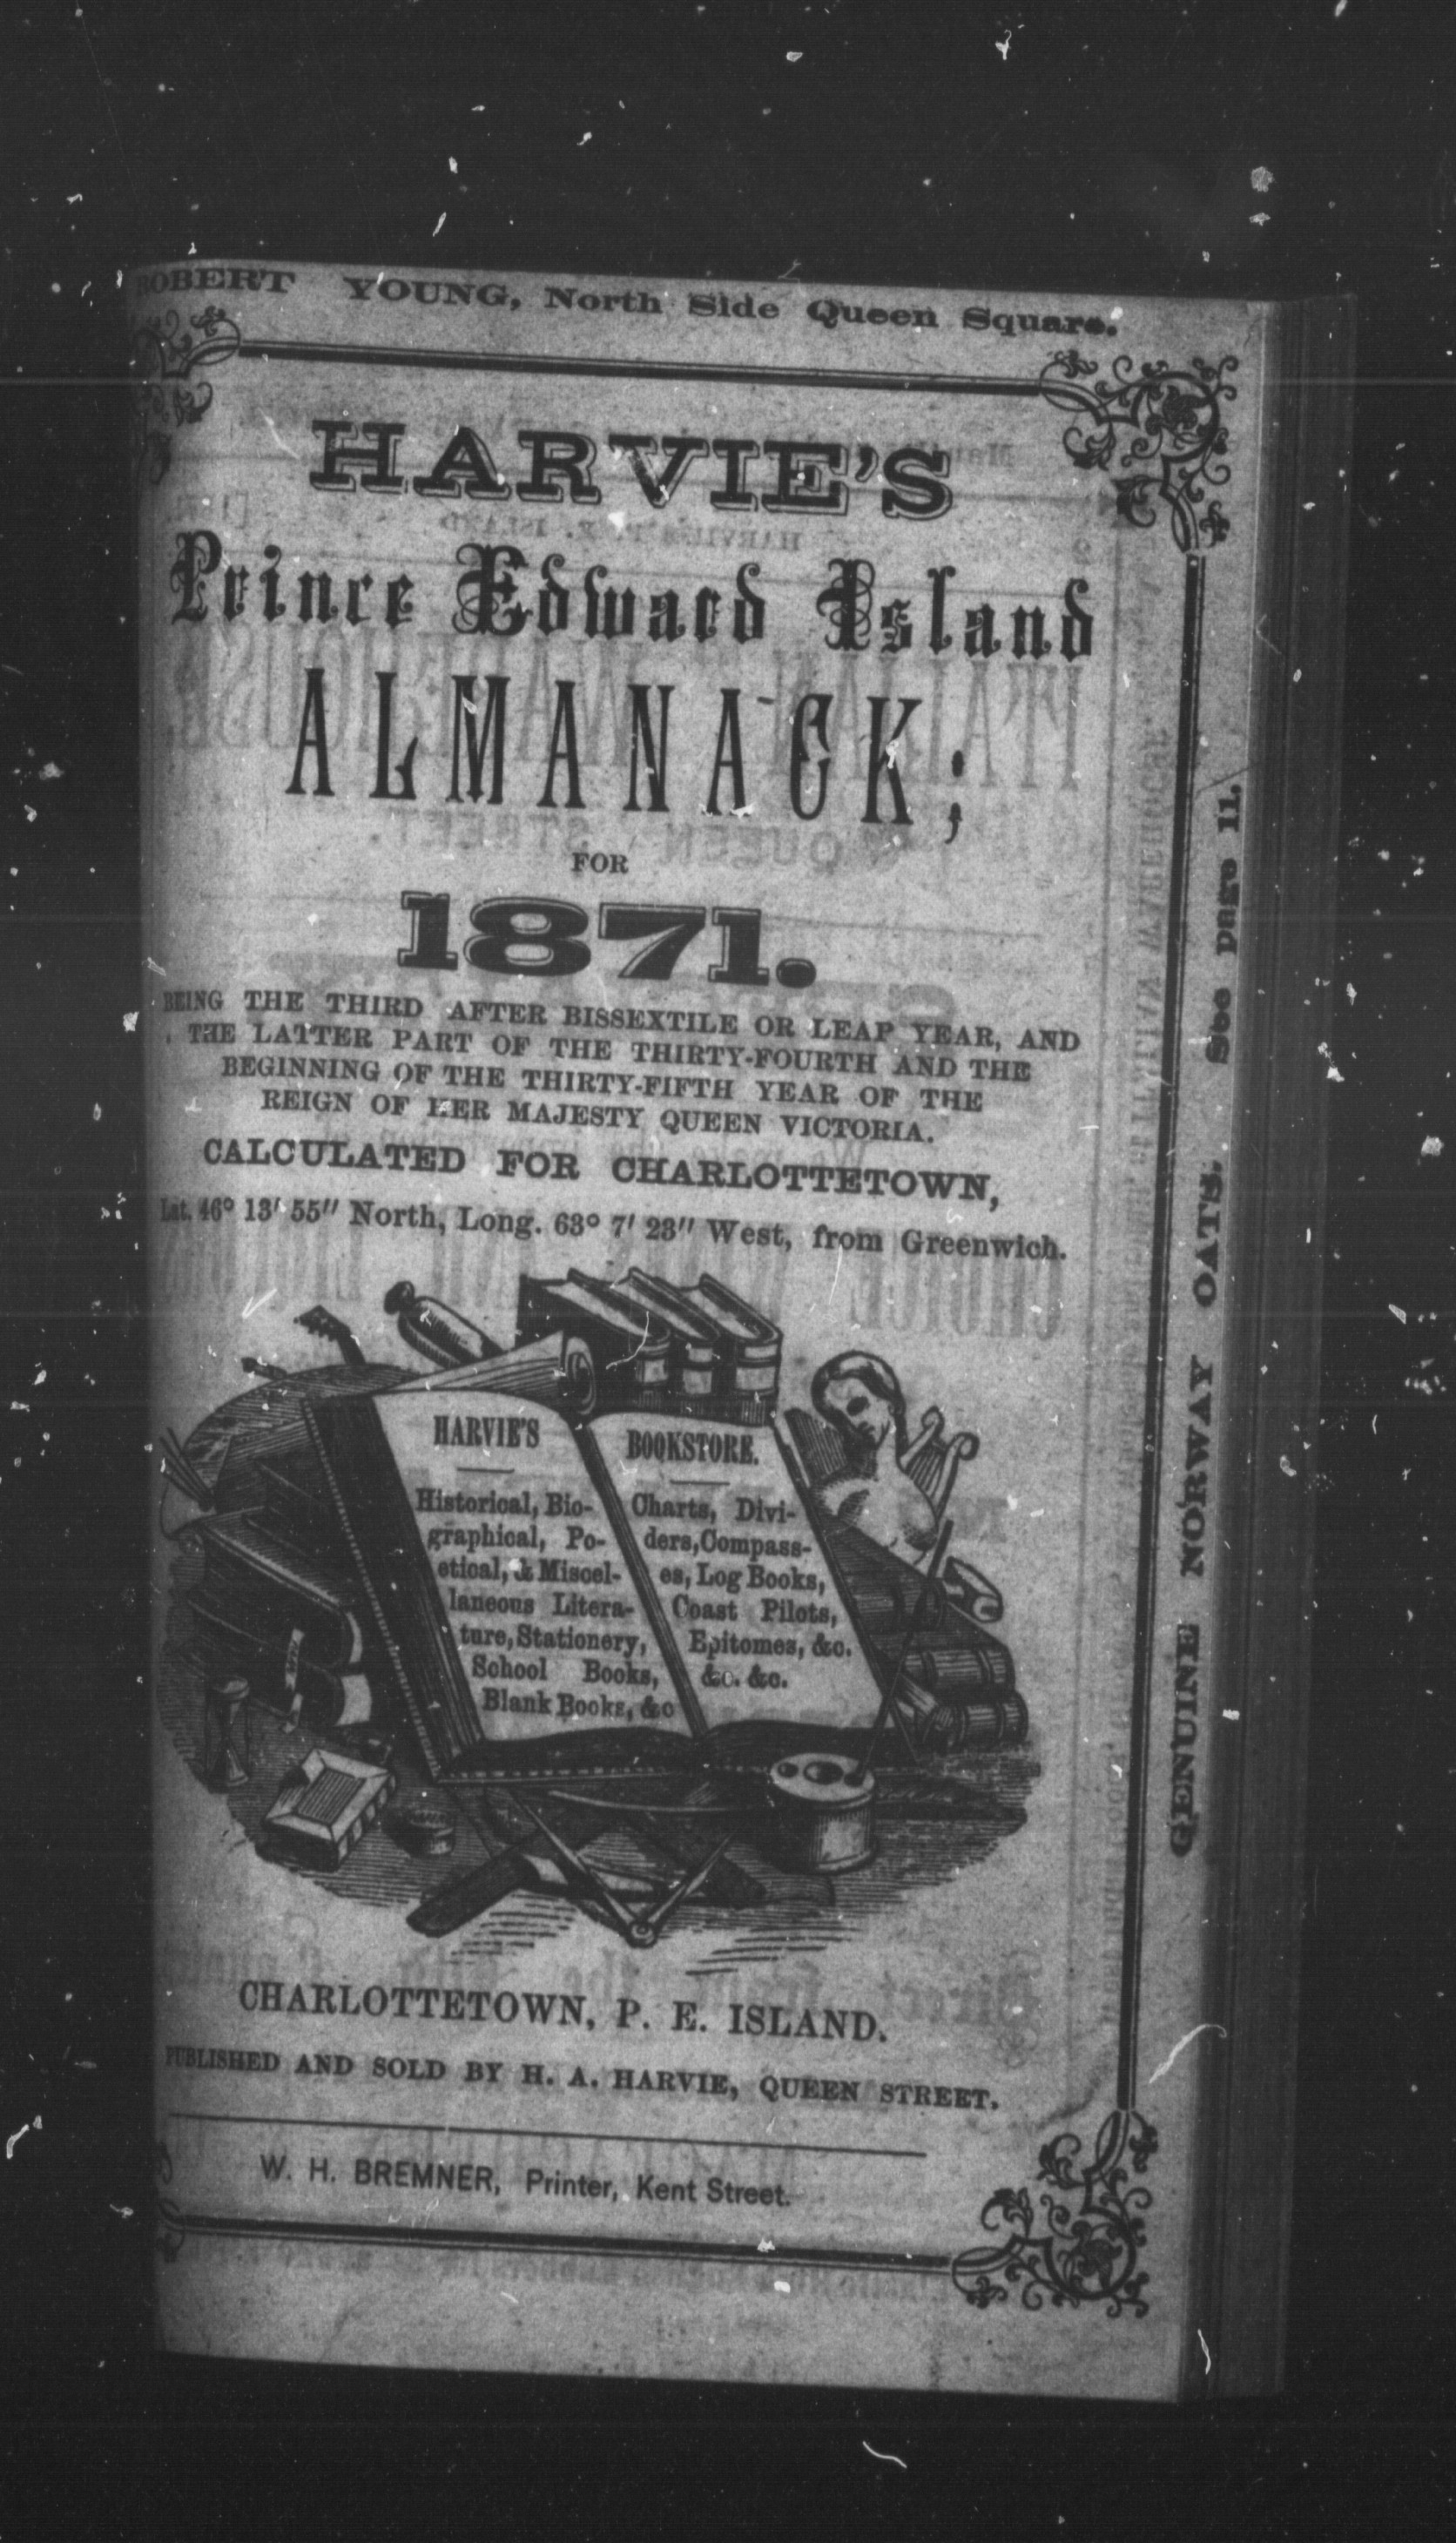 ROBERT YOUNG, North Side Queen Square.
HARVIE'S
Prince Edward Island
ALMANACK;
FOR
1871.
BEING THE THIRD AFTER BISSEXTILE OR LEAP YEAR, AND
THE LATTER PART OF THE THIRTY-FOURTH AND THE
BEGINNING OF THE THIRTY-FIFTH YEAR OF THE
REIGN OF HER MAJESTY QUEEN VICTORIA.
CALCULATED FOR CHARLOTTETOWN,
Lat. 46° 13′ 55″ North, Long. 63° 7′ 23″ West, from Greenwich.
HARVIE'S
Historical, Bio-
graphical, Po-
etical, & Miscel-
laneous Litera-
ture, Stationery,
School Books,
Blank Books, &c
BOOKSTORE.
Charts, Divi-
ders, Compass-
es, Log Books,
Coast Pilots,
Epitomes, &c.
&c. &c.
CHARLOTTETOWN, P. E. ISLAND.
PUBLISHED AND SOLD BY H. A. HARVIE, QUEEN STREET.
W. H. BREMNER, Printer, Kent Street.
GENUINE NORWAY OATS. See page 11.